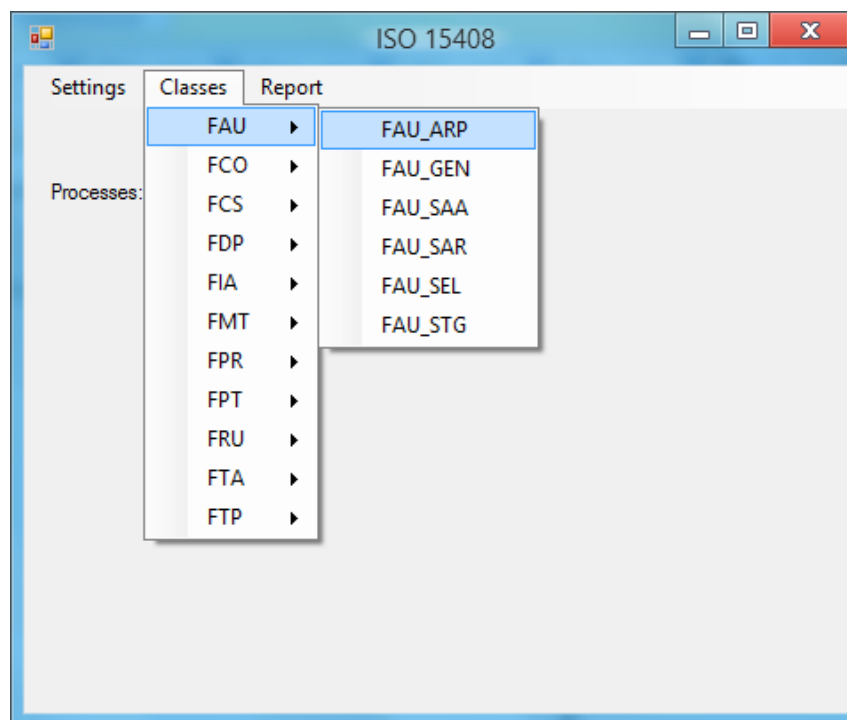 ISO 15408
Settings Classes Report
Processes:
FAU
FCO
FCS
FDP
FIA
FMT
FPR
FPT
FRU
FTA
FTP
FAU_ARP
FAU_GEN
FAU_SAA
FAU_SAR
FAU_SEL
FAU_STG